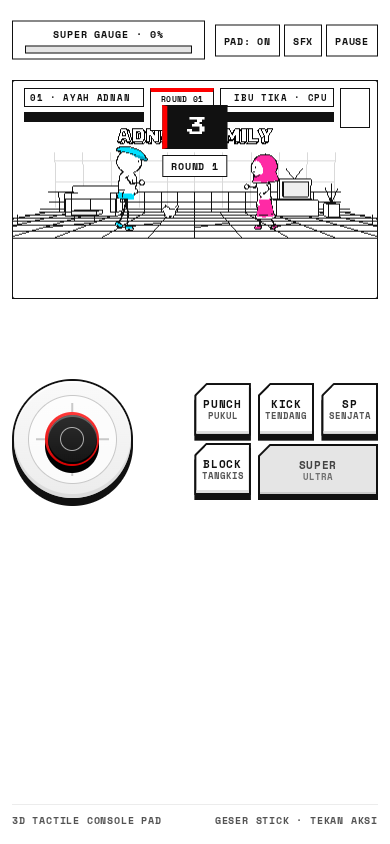 SUPER GAUGE · 0%
PAD: ON
SFX
PAUSE
01 · AYAH ADNAN
ROUND 01
IBU TIKA · CPU
3
ROUND 1
PUNCH
PUKUL
KICK
TENDANG
SP
SENJATA
BLOCK
TANGKIS
SUPER
ULTRA
3D TACTILE CONSOLE PAD
GESER STICK · TEKAN AKSI